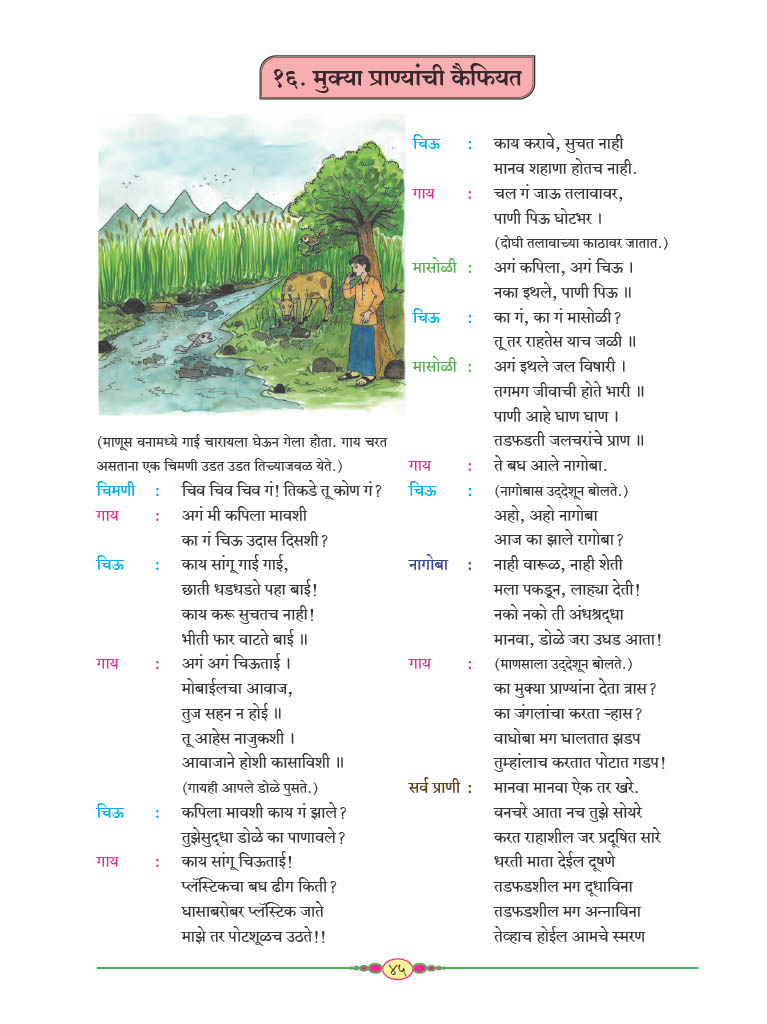 १६. मुक्या प्राण्यांची कैफियत
(माणूस वनामध्ये गाई चारायला घेऊन गेला होता. गाय चरत
असताना एक चिमणी उडत उडत तिच्याजवळ येते.)
चिमणी : चिव चिव चिव गं! तिकडे तू कोण गं?
गाय : अगं मी कपिला मावशी
का गं चिऊ उदास दिसशी?
चिऊ : काय सांगू गाई गाई,
छाती धडधडते पहा बाई!
काय करू सुचतच नाही!
भीती फार वाटते बाई ॥
गाय : अगं अगं चिऊताई ।
मोबाईलचा आवाज,
तुज सहन न होई ॥
तू आहेस नाजुकशी ।
आवाजाने होशी कासाविशी ॥
(गायही आपले डोळे पुसते.)
चिऊ : कपिला मावशी काय गं झाले?
तुझेसुद्धा डोळे का पाणावले?
गाय : काय सांगू चिऊताई!
प्लॅस्टिकचा बघ ढीग किती?
घासाबरोबर प्लॅस्टिक जाते
माझे तर पोटशूळच उठते!!
चिऊ : काय करावे, सुचत नाही
मानव शहाणा होतच नाही.
गाय : चल गं जाऊ तलावावर,
पाणी पिऊ घोटभर ।
(दोघी तलावाच्या काठावर जातात.)
मासोळी : अगं कपिला, अगं चिऊ ।
नका इथले, पाणी पिऊ ॥
चिऊ : का गं, का गं मासोळी?
तू तर राहतेस याच जळी ॥
मासोळी : अगं इथले जल विषारी ।
तगमग जीवाची होते भारी ॥
पाणी आहे घाण घाण ।
तडफडती जलचरांचे प्राण ॥
गाय : ते बघ आले नागोबा.
चिऊ : (नागोबास उद्देशून बोलते.)
अहो, अहो नागोबा
आज का झाले रागोबा?
नागोबा : नाही वारूळ, नाही शेती
मला पकडून, लाह्या देती!
नको नको ती अंधश्रद्धा
मानवा, डोळे जरा उघड आता!
गाय : (माणसाला उद्देशून बोलते.)
का मुक्या प्राण्यांना देता त्रास?
का जंगलांचा करता ऱ्हास?
वाघोबा मग घालतात झडप
तुम्हांलाच करतात पोटात गडप!
सर्व प्राणी : मानवा मानवा ऐक तर खरे.
वनचरे आता नच तुझे सोयरे
करत राहाशील जर प्रदूषित सारे
धरती माता देईल दूषणे
तडफडशील मग दूधाविना
तडफडशील मग अन्नाविना
तेव्हाच होईल आमचे स्मरण
४५